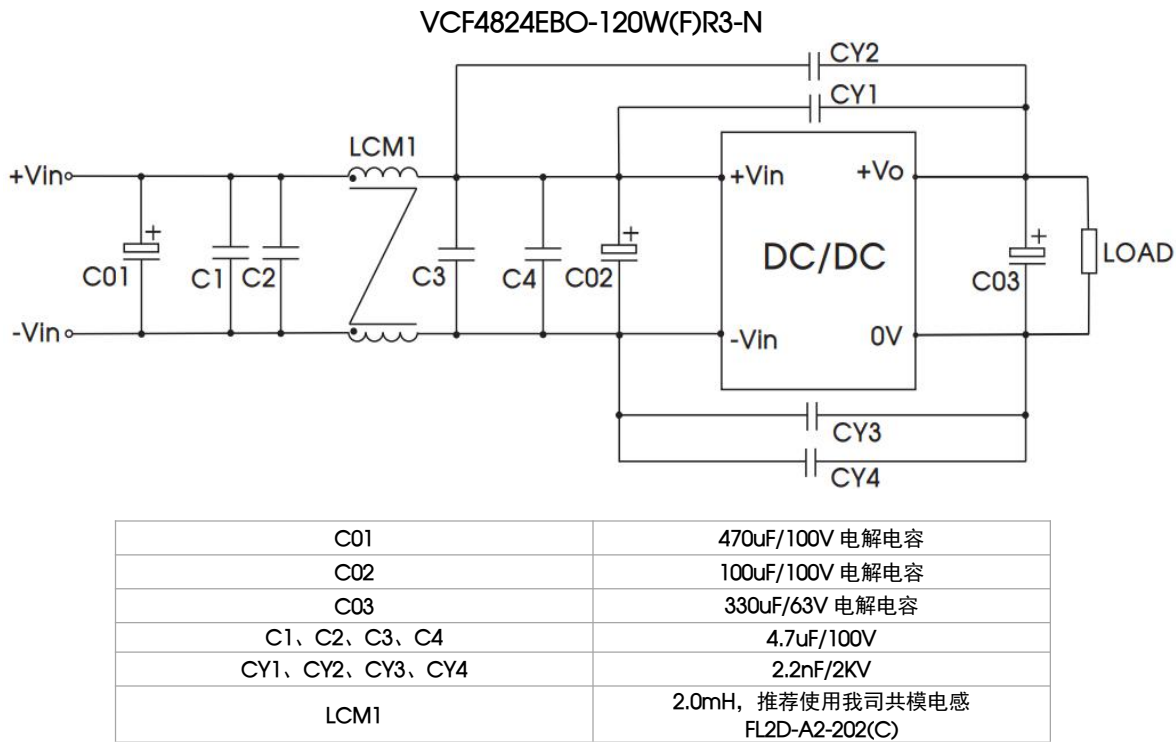 VCF4824EBO-120W(F)R3-N
CY2
CY1
LCM1
+Vin
+Vin
+Vo
+
+
+
C01
C1
C2
C3
C4
C02
DC/DC
C03
LOAD
-Vin
-Vin
0V
CY3
CY4
C01 470uF/100V 电解电容
C02 100uF/100V 电解电容
C03 330uF/63V 电解电容
C1、C2、C3、C4 4.7uF/100V
CY1、CY2、CY3、CY4 2.2nF/2KV
LCM1 2.0mH，推荐使用我司共模电感
FL2D-A2-202(C)